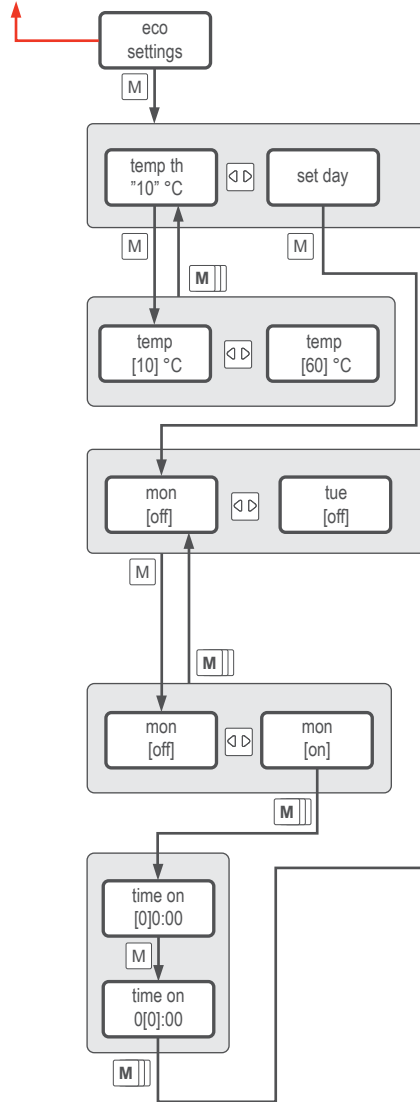 eco
settings
M
temp th
”10” °C
set day
M
M
M
temp
[10] °C
temp
[60] °C
mon
[off]
tue
[off]
M
M
mon
[off]
mon
[on]
M
time on
[0]0:00
M
time on
0[0]:00
M